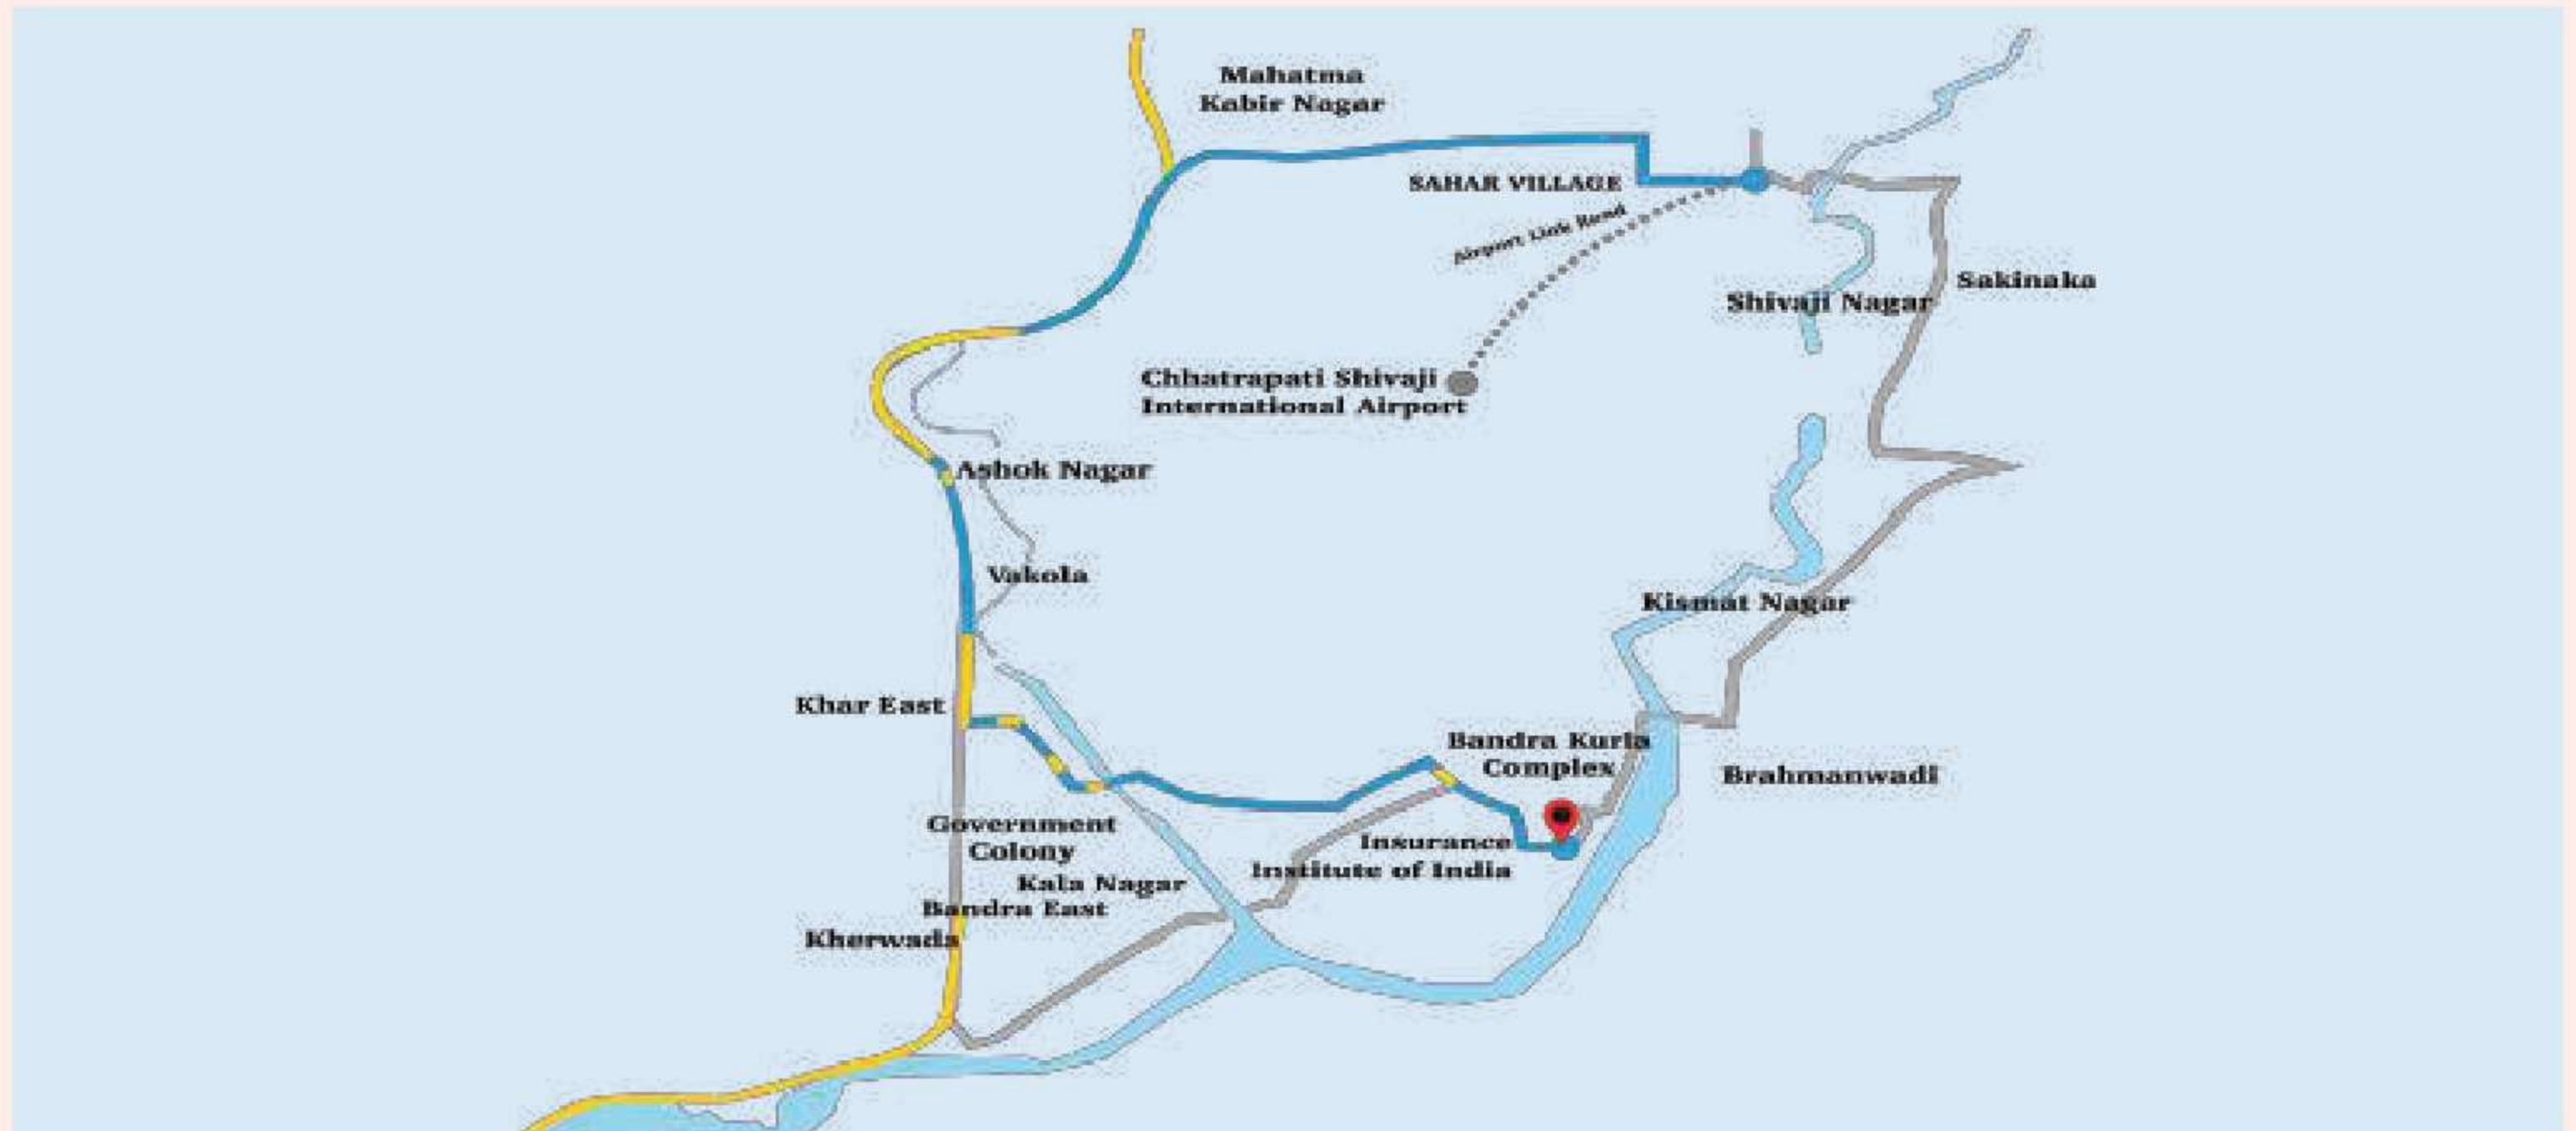 Mahatma
Kabir Nagar
SAHAR VILLAGE
Airport Link Road
Sakinaka
Shivaji Nagar
Chhatrapati Shivaji
International Airport
Ashok Nagar
Vakola
Kismat Nagar
Khar East
Bandra Kurla
Complex
Brahmanwadi
Government
Colony
Insurance
Institute of India
Kala Nagar
Bandra East
Kherwada